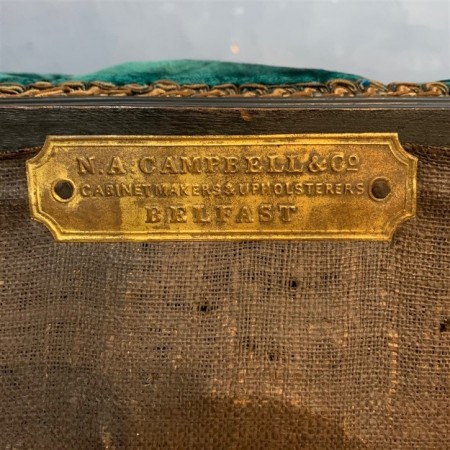 N.A. CAMPBELL & Co
CABINET MAKERS & UPHOLSTERERS
BELFAST